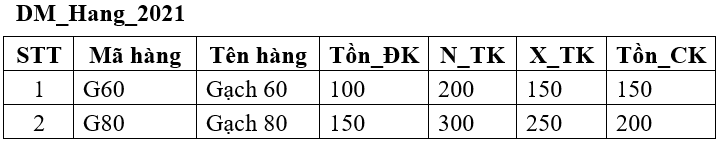 DM_Hang_2021
STT Mã hàng Tên hàng Tồn_ĐK N_TK X_TK Tồn_CK
1 G60 Gạch 60 100 200 150 150
2 G80 Gạch 80 150 300 250 200